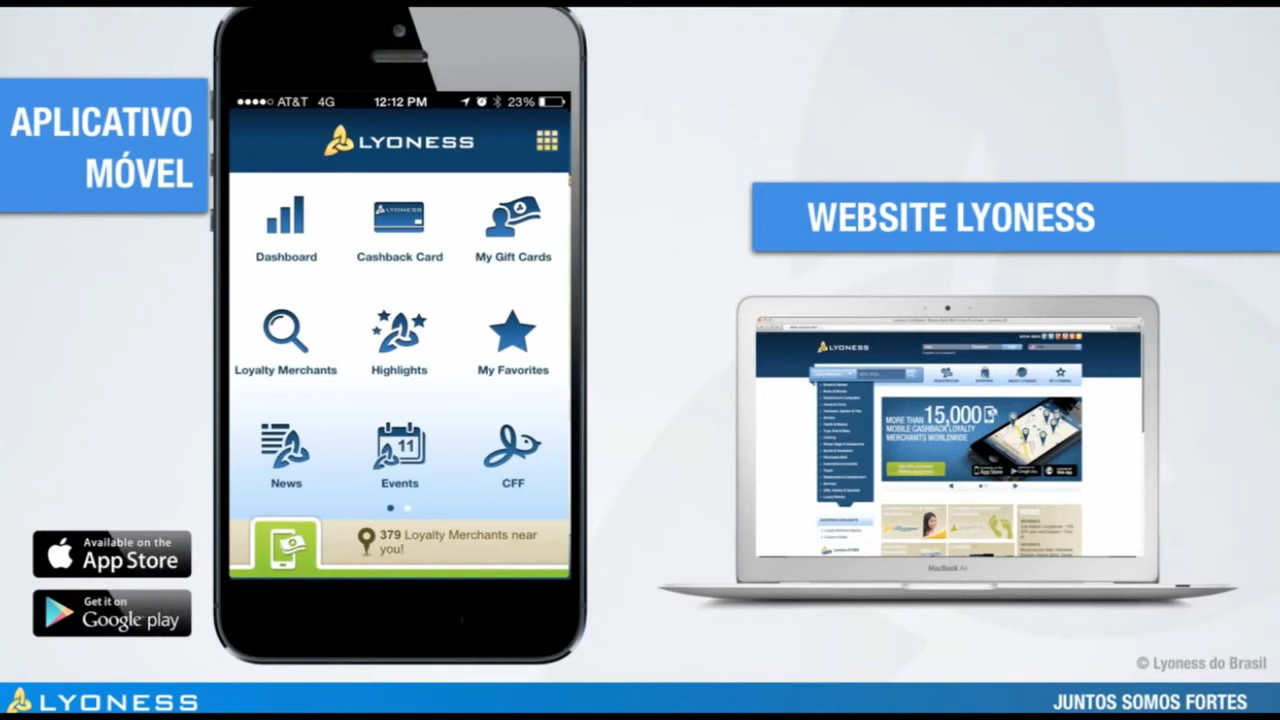 APLICATIVO
MÓVEL
AT&T 4G 12:12 PM 23%
LYONESS
Dashboard
Cashback Card
My Gift Cards
Loyalty Merchants
Highlights
My Favorites
11
News
Events
CFF
379 Loyalty Merchants near
you!
Available on the
App Store
Get it on
Google play
WEBSITE LYONESS
LYONESS
MORE THAN 15,000
MOBILE CASHBACK LOYALTY
MERCHANTS WORLDWIDE
MacBook Air
© Lyoness do Brasil
LYONESS
JUNTOS SOMOS FORTES